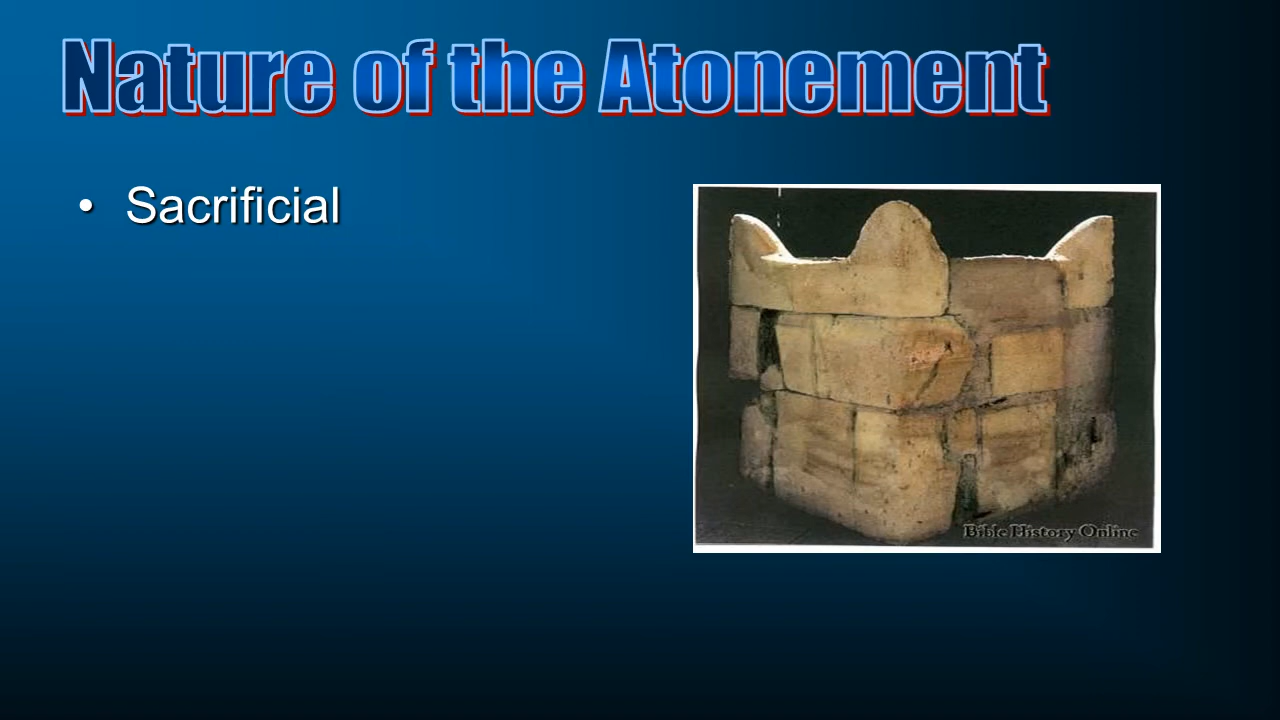 Nature of the Atonement
• Sacrificial
Bible History Online